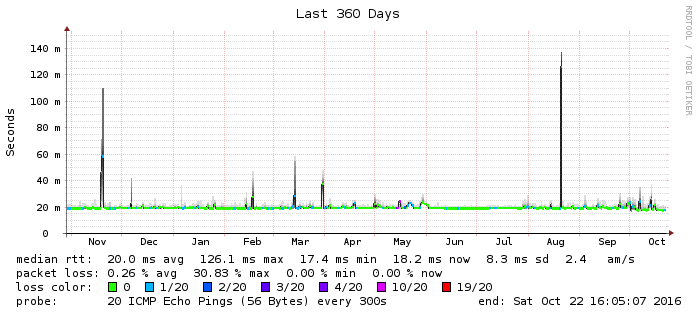 Last 360 Days
RRDTOOL / TOBI OETIKER
Seconds
140 m
120 m
100 m
80 m
60 m
40 m
20 m
0
Nov Dec Jan Feb Mar Apr May Jun Jul Aug Sep Oct
median rtt: 20.0 ms avg 126.1 ms max 17.4 ms min 18.2 ms now 8.3 ms sd 2.4 am/s
packet loss: 0.26 % avg 30.83 % max 0.00 % min 0.00 % now
loss color: 0 1/20 2/20 3/20 4/20 10/20 19/20
probe: 20 ICMP Echo Pings (56 Bytes) every 300s end: Sat Oct 22 16:05:07 2016